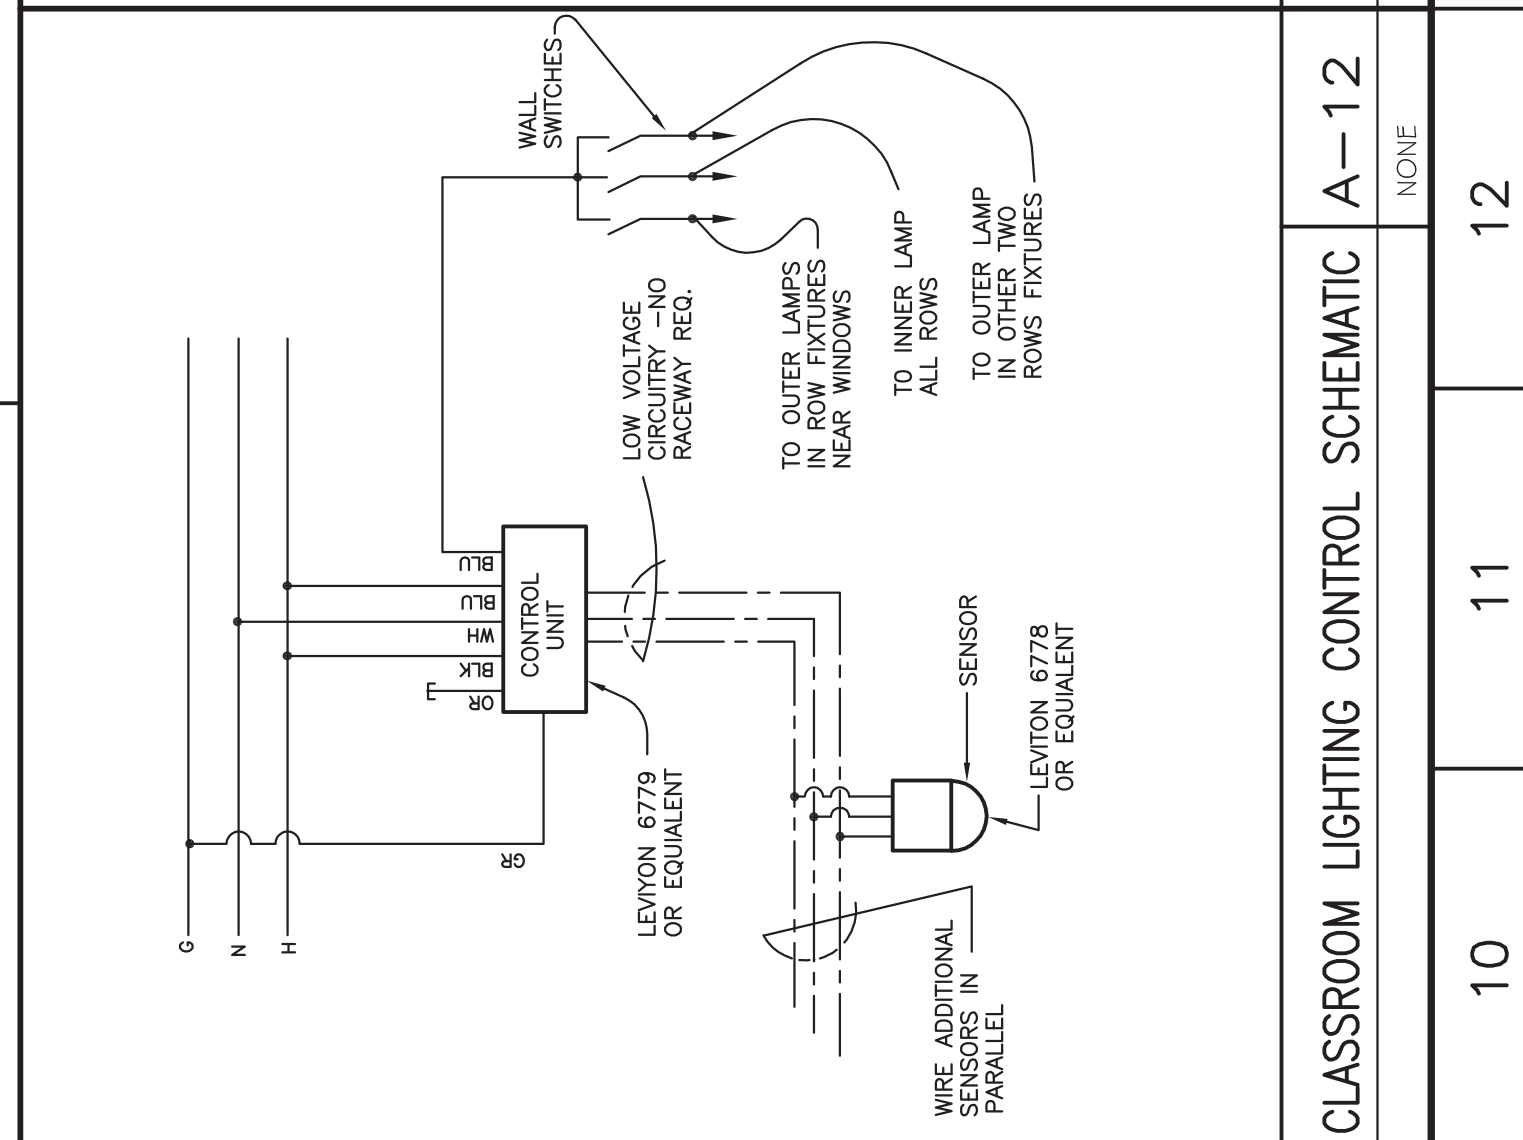 WALL
SWITCHES
LOW VOLTAGE
CIRCUITRY -NO
RACEWAY REQ.
TO OUTER LAMPS
IN ROW FIXTURES
NEAR WINDOWS
TO INNER LAMP
ALL ROWS
TO OUTER LAMP
IN OTHER TWO
ROWS FIXTURES
G
N
H
GR
OR
BLK
WH
BLU
BLU
CONTROL
UNIT
LEVIYON 6779
OR EQUIALENT
SENSOR
LEVITON 6778
OR EQUIALENT
WIRE ADDITIONAL
SENSORS IN
PARALLEL
CLASSROOM LIGHTING CONTROL SCHEMATIC
A-12
NONE
10
11
12